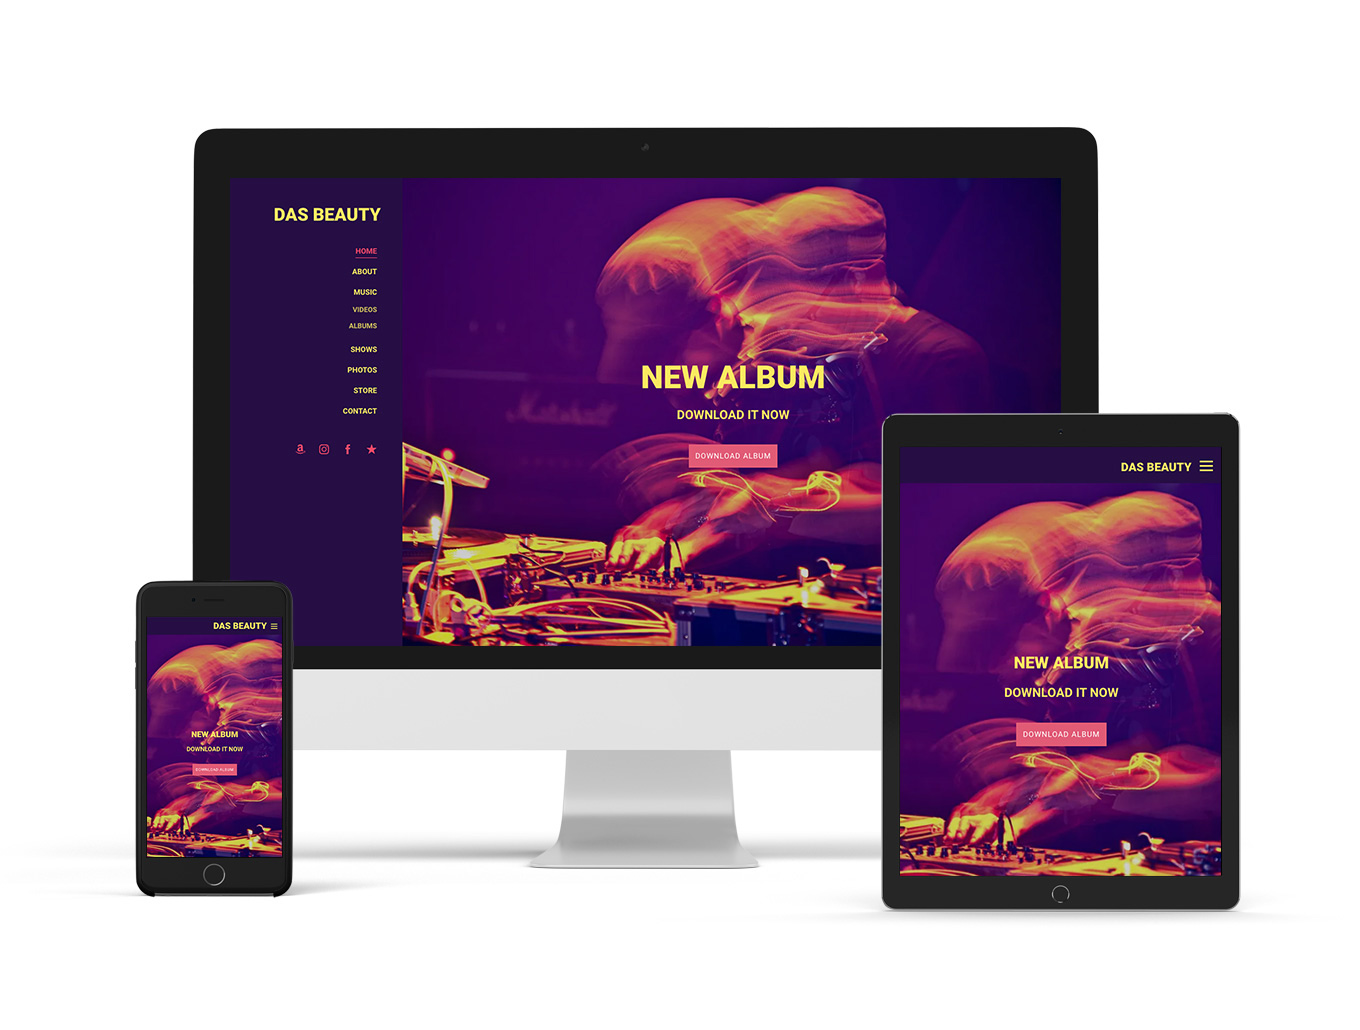 DAS BEAUTY
HOME
ABOUT
MUSIC
VIDEOS
ALBUMS
SHOWS
PHOTOS
STORE
CONTACT
NEW ALBUM
DOWNLOAD IT NOW
DOWNLOAD ALBUM
Marshall
DAS BEAUTY
NEW ALBUM
DOWNLOAD IT NOW
DOWNLOAD ALBUM
DAS BEAUTY
NEW ALBUM
DOWNLOAD IT NOW
DOWNLOAD ALBUM